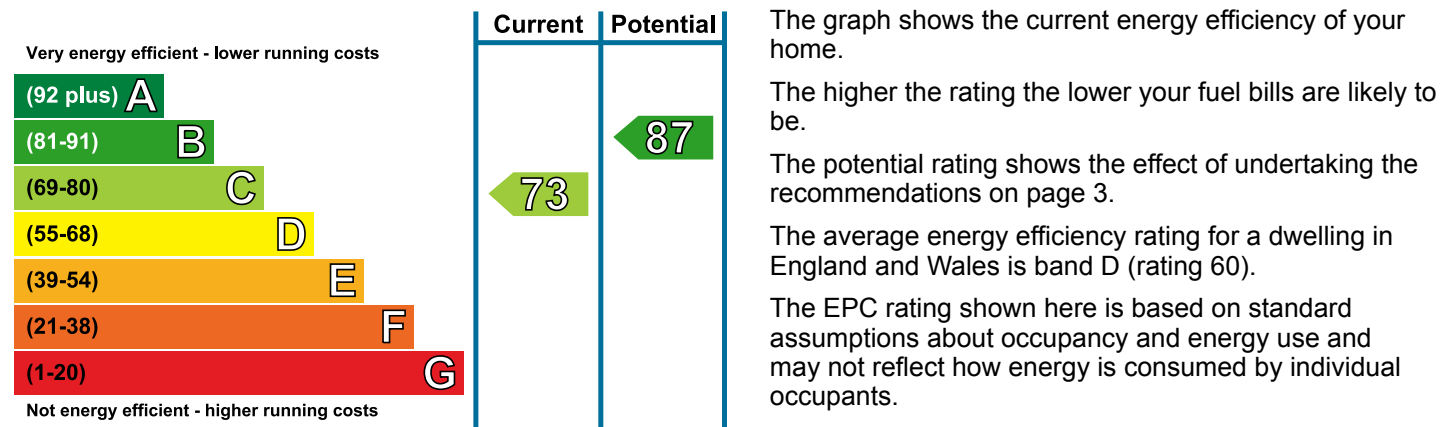 Current Potential
Very energy efficient - lower running costs
(92 plus) A
(81-91) B
87
(69-80) C
73
(55-68) D
(39-54) E
(21-38) F
(1-20) G
Not energy efficient - higher running costs
The graph shows the current energy efficiency of your
home.
The higher the rating the lower your fuel bills are likely to
be.
The potential rating shows the effect of undertaking the
recommendations on page 3.
The average energy efficiency rating for a dwelling in
England and Wales is band D (rating 60).
The EPC rating shown here is based on standard
assumptions about occupancy and energy use and
may not reflect how energy is consumed by individual
occupants.